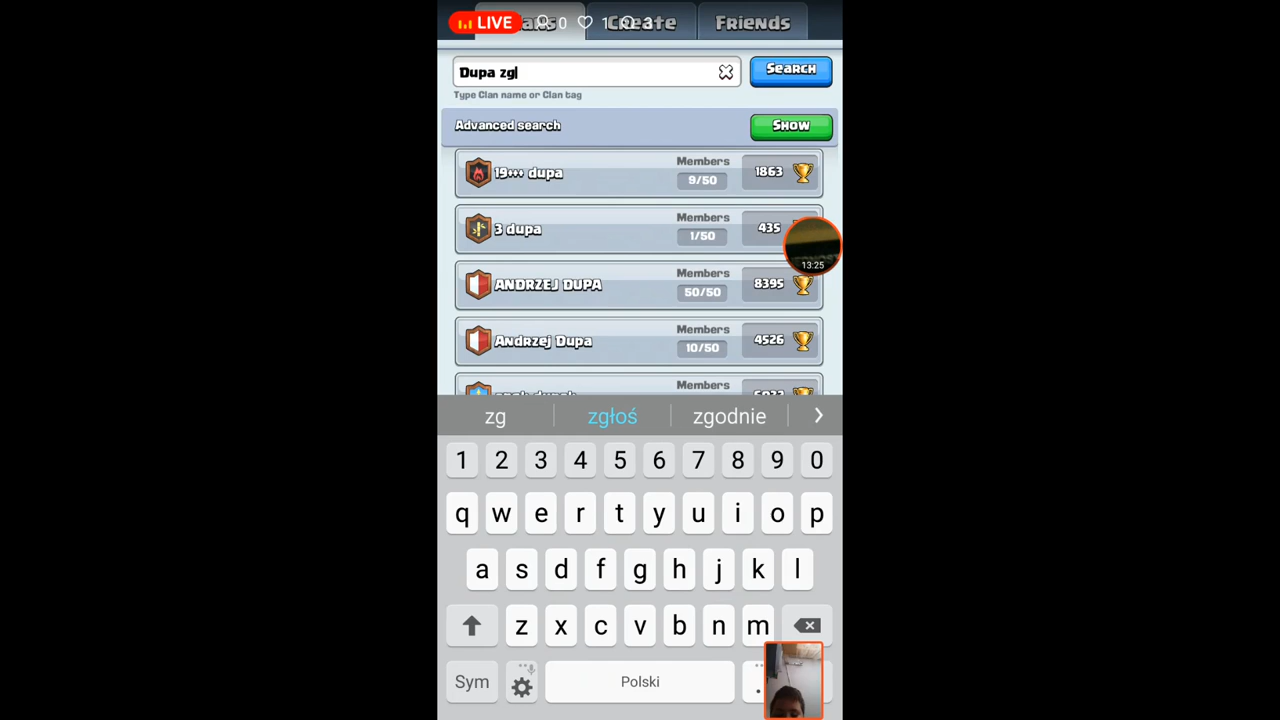 LIVE 0 1 3
Create
Friends
Dupa zg
Search
Type Clan name or Clan tag
Advanced search
Show
19+++ dupa
Members
9/50
1863
3 dupa
Members
1/50
435
13:25
ANDRZEJ DUPA
Members
50/50
8395
Andrzej Dupa
Members
10/50
4526
Members
zg zgłoś zgodnie
1 2 3 4 5 6 7 8 9 0
q w e r t y u i o p
a s d f g h j k l
z x c v b n m
Sym Polski .